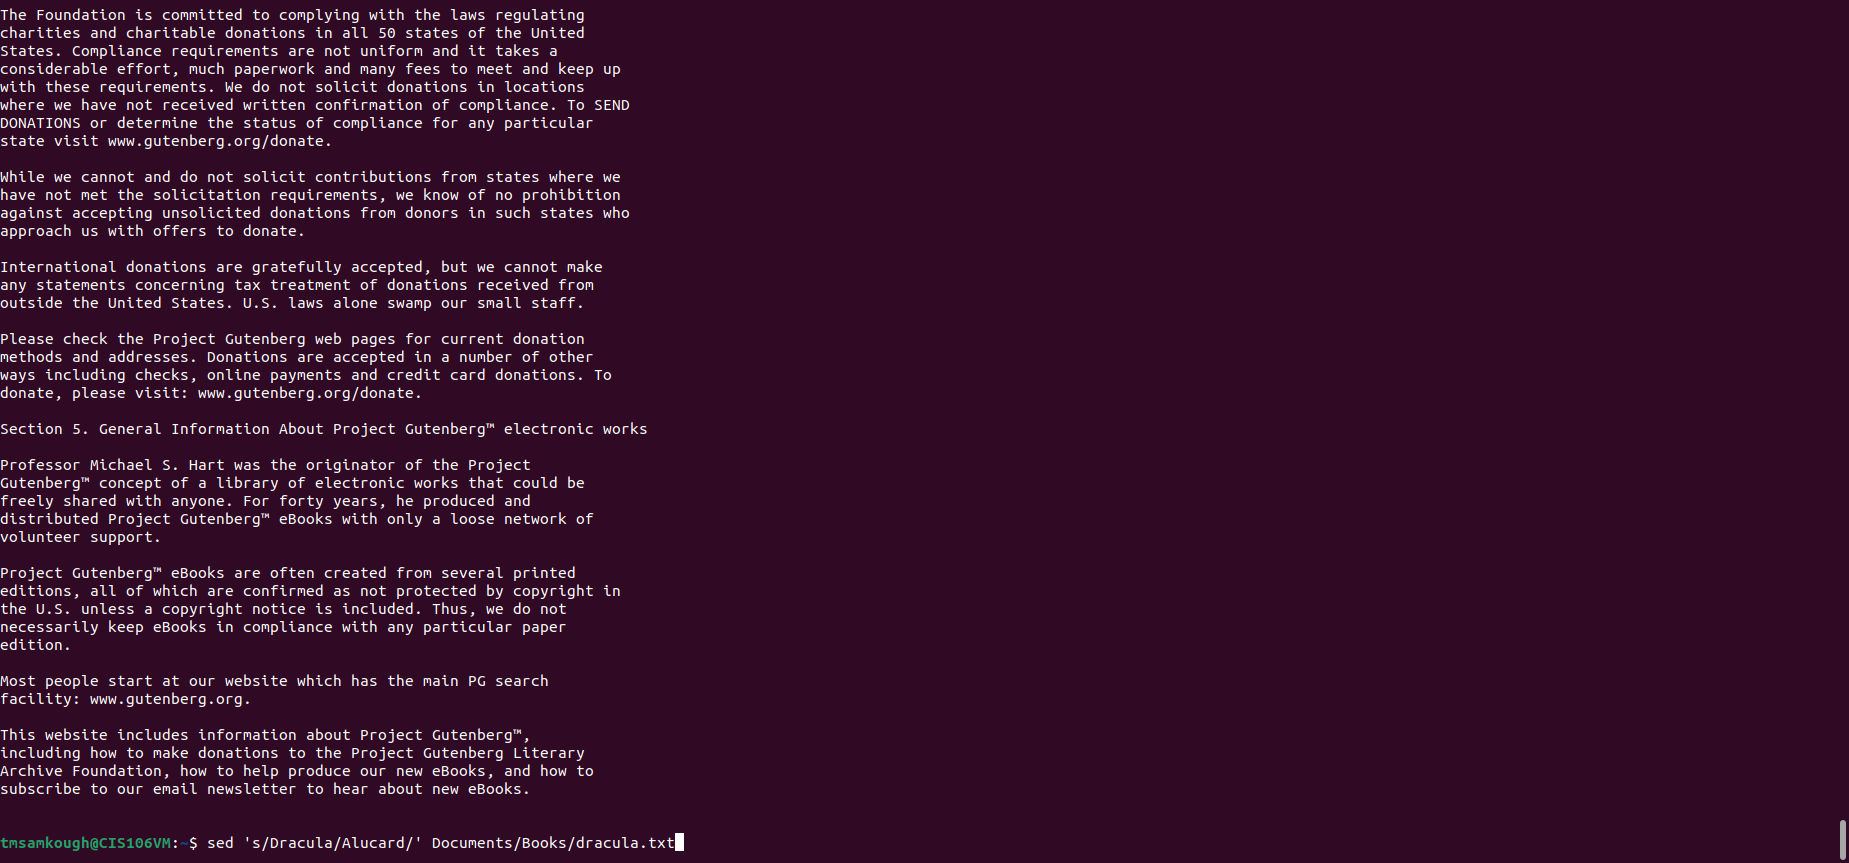 The Foundation is committed to complying with the laws regulating
charities and charitable donations in all 50 states of the United
States. Compliance requirements are not uniform and it takes a
considerable effort, much paperwork and many fees to meet and keep up
with these requirements. We do not solicit donations in locations
where we have not received written confirmation of compliance. To SEND
DONATIONS or determine the status of compliance for any particular
state visit www.gutenberg.org/donate.

While we cannot and do not solicit contributions from states where we
have not met the solicitation requirements, we know of no prohibition
against accepting unsolicited donations from donors in such states who
approach us with offers to donate.

International donations are gratefully accepted, but we cannot make
any statements concerning tax treatment of donations received from
outside the United States. U.S. laws alone swamp our small staff.

Please check the Project Gutenberg web pages for current donation
methods and addresses. Donations are accepted in a number of other
ways including checks, online payments and credit card donations. To
donate, please visit: www.gutenberg.org/donate.

Section 5. General Information About Project Gutenberg™ electronic works

Professor Michael S. Hart was the originator of the Project
Gutenberg™ concept of a library of electronic works that could be
freely shared with anyone. For forty years, he produced and
distributed Project Gutenberg™ eBooks with only a loose network of
volunteer support.

Project Gutenberg™ eBooks are often created from several printed
editions, all of which are confirmed as not protected by copyright in
the U.S. unless a copyright notice is included. Thus, we do not
necessarily keep eBooks in compliance with any particular paper
edition.

Most people start at our website which has the main PG search
facility: www.gutenberg.org.

This website includes information about Project Gutenberg™,
including how to make donations to the Project Gutenberg Literary
Archive Foundation, how to help produce our new eBooks, and how to
subscribe to our email newsletter to hear about new eBooks.

tmsamkough@CIS106VM:~$ sed 's/Dracula/Alucard/' Documents/Books/dracula.txt